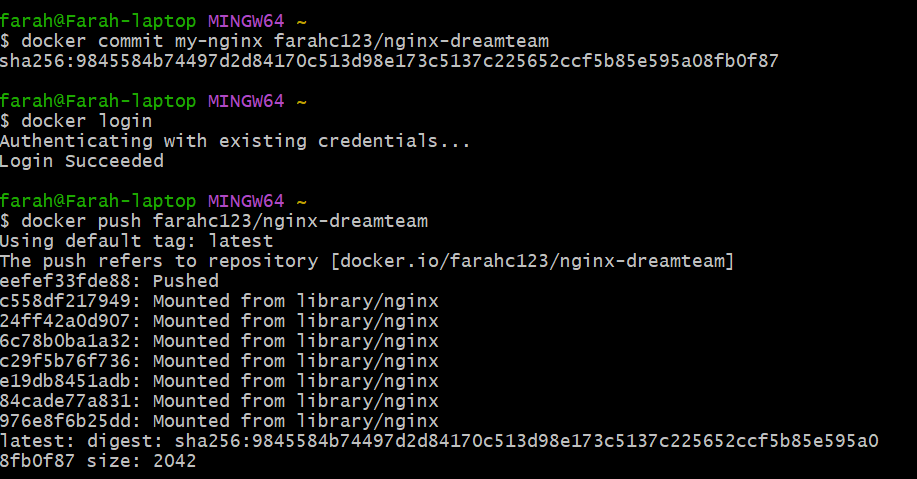 farah@Farah-laptop MINGW64 ~
$ docker commit my-nginx farahc123/nginx-dreamteam
sha256:9845584b74497d2d84170c513d98e173c5137c225652ccf5b85e595a08fb0f87
farah@Farah-laptop MINGW64 ~
$ docker login
Authenticating with existing credentials...
Login Succeeded
farah@Farah-laptop MINGW64 ~
$ docker push farahc123/nginx-dreamteam
Using default tag: latest
The push refers to repository [docker.io/farahc123/nginx-dreamteam]
eefef33fde88: Pushed
c558df217949: Mounted from library/nginx
24ff42a0d907: Mounted from library/nginx
6c78b0ba1a32: Mounted from library/nginx
c29f5b76f736: Mounted from library/nginx
e19db8451adb: Mounted from library/nginx
84cade77a831: Mounted from library/nginx
976e8f6b25dd: Mounted from library/nginx
latest: digest: sha256:9845584b74497d2d84170c513d98e173c5137c225652ccf5b85e595a0
8fb0f87 size: 2042